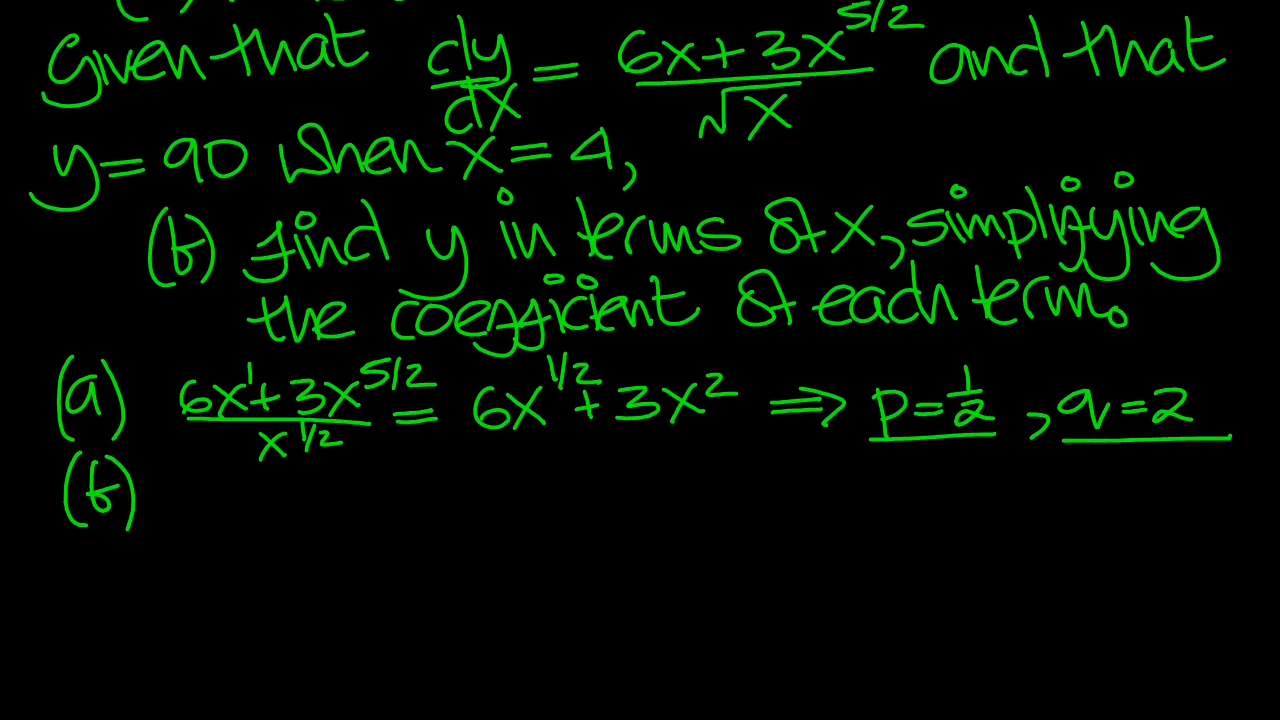 given that dy/dx = (6x + 3x^(5/2))/√x and that
y = 90 when x = 4,
(b) find y in terms of x, simplifying
the coefficient of each term.
(a) (6x^1 + 3x^(5/2))/x^(1/2) = 6x^(1/2) + 3x^2 ⇒ p = 1/2, q = 2
(b)